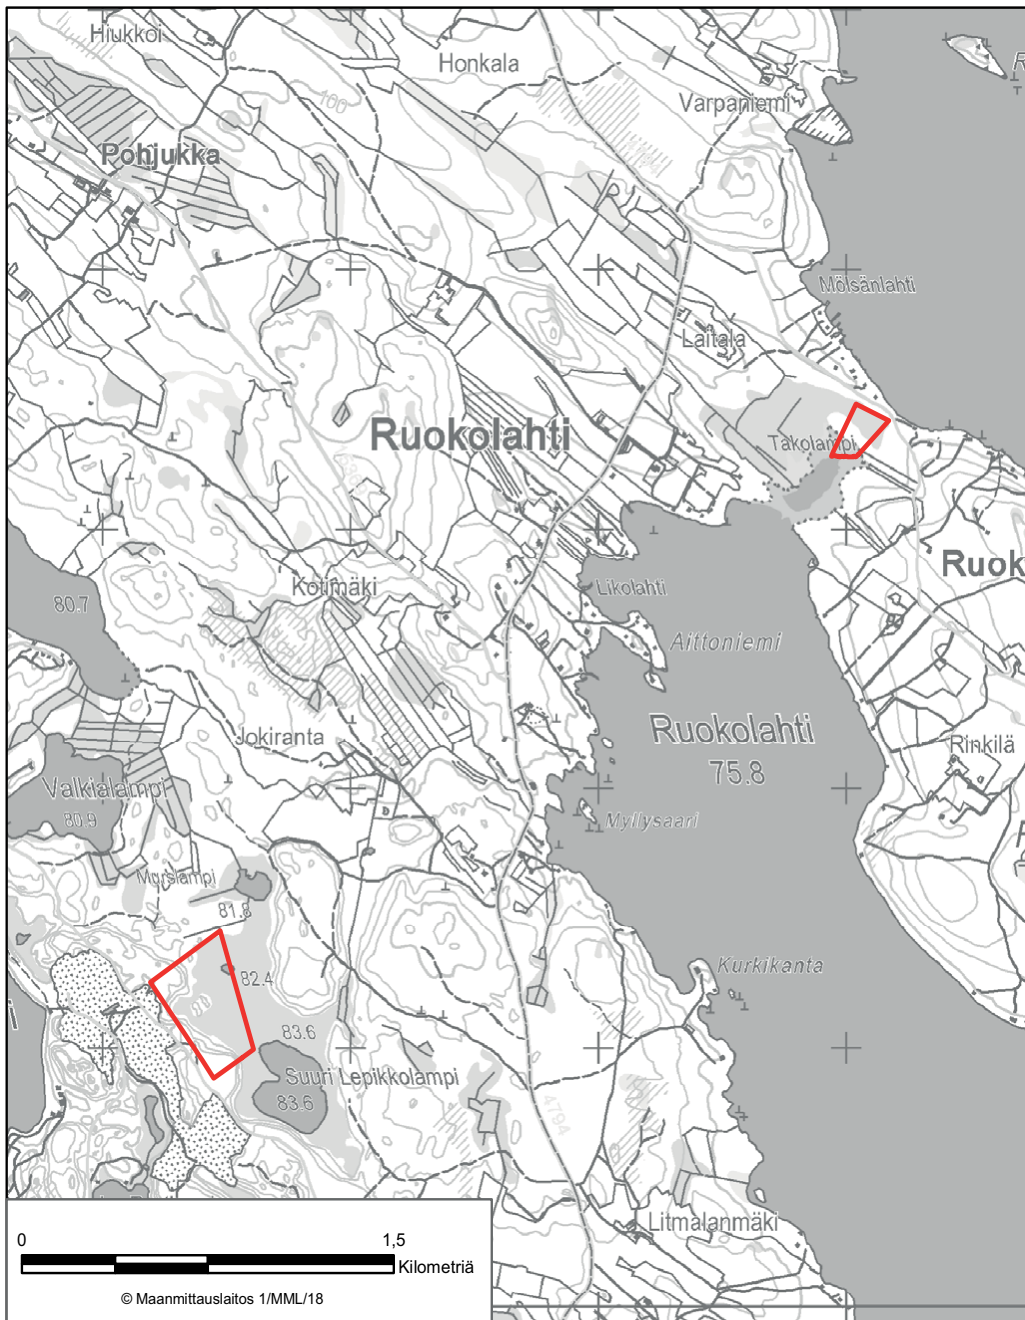 Hiukkoi
Honkala
Varpaniemi
100
Pohjukka
Mölsänlahti
Laitala
Ruokolahti
Takolampi
Ruok
Kotimäki
Likolahti
80.7
Aittoniemi
Ruokolahti
75.8
Jokiranta
Rinkilä
Valkialampi
80.9
Myllysaari
81.8
82.4
Kurkikanta
83.6
Suuri Lepikkolampi
83.6
4794
Litmalanmäki
0
1,5
Kilometriä
© Maanmittauslaitos 1/MML/18